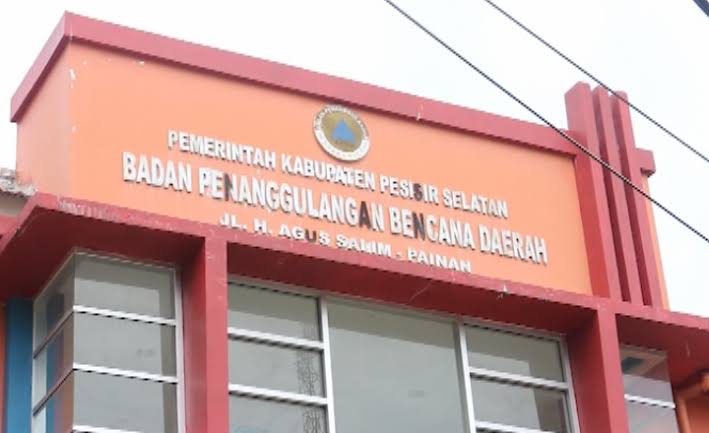 PEMERINTAH KABUPATEN PESISIR SELATAN
BADAN PENANGGULANGAN BENCANA DAERAH
JL. H. AGUS SALIM - PAINAN